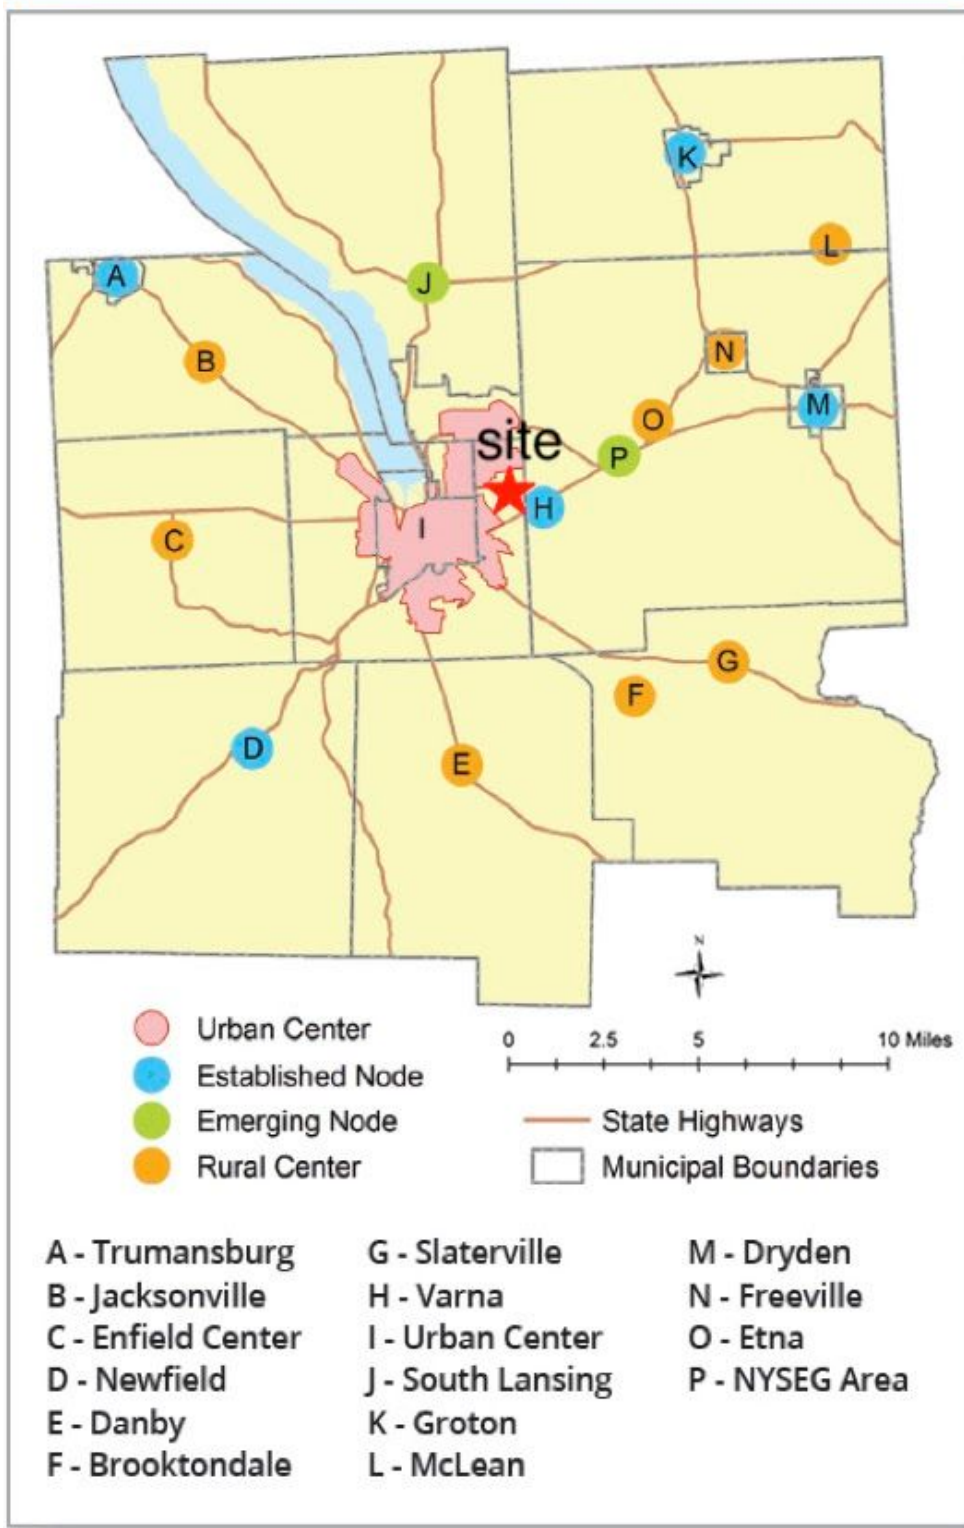 K
L
A
J
B
N
M
O
site
P
H
I
C
G
F
D
E
N
0 2.5 5 10 Miles
Urban Center
Established Node
Emerging Node
Rural Center
State Highways
Municipal Boundaries
A - Trumansburg
B - Jacksonville
C - Enfield Center
D - Newfield
E - Danby
F - Brooktondale
G - Slaterville
H - Varna
I - Urban Center
J - South Lansing
K - Groton
L - McLean
M - Dryden
N - Freeville
O - Etna
P - NYSEG Area